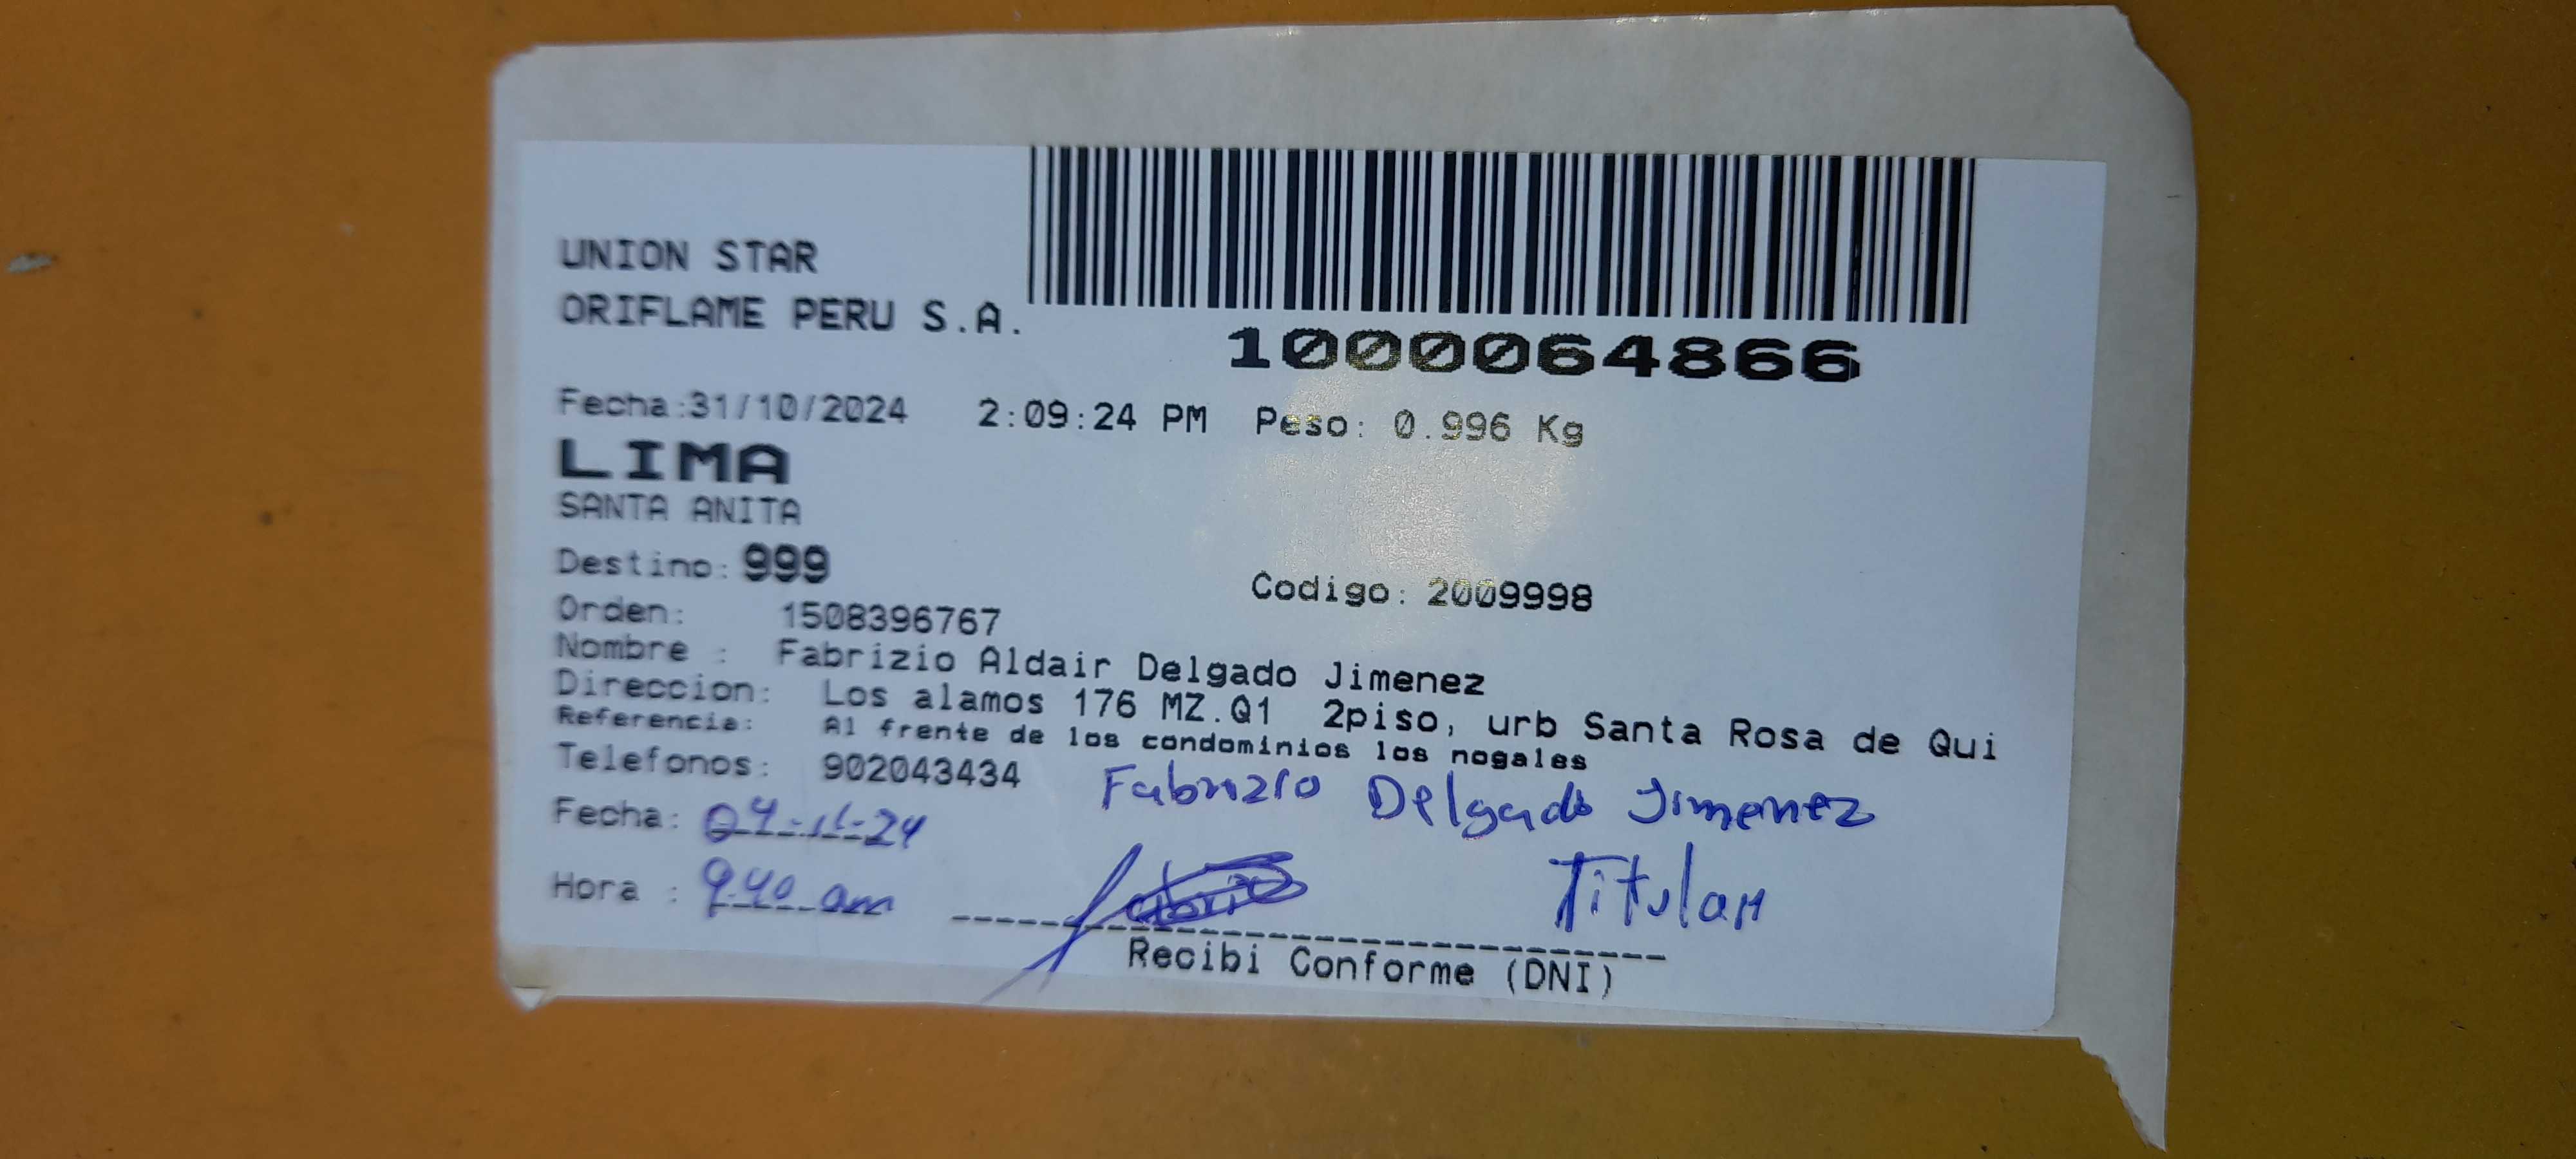 UNION STAR
ORIFLAME PERU S.A.
1000064866
Fecha:31/10/2024 2:09:24 PM Peso: 0.996 Kg
LIMA
SANTA ANITA
Destino: 999
Codigo: 2009998
Orden: 1508396767
Nombre : Fabrizio Aldair Delgado Jimenez
Direccion: Los alamos 176 MZ.Q1 2piso, urb Santa Rosa de Qui
Referencia: Al frente de los condominios los nogales
Telefonos: 902043434
Fabrizio Delgado Jimenez
Fecha: 04-11-24
Hora : 9:40 am
Titular
Recibi Conforme (DNI)